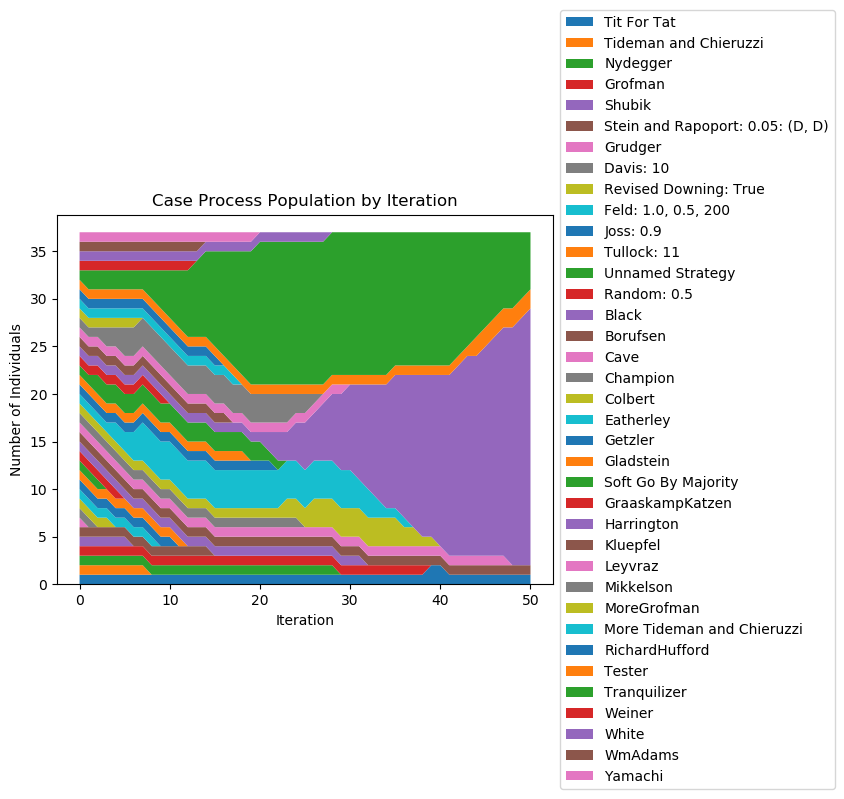 Case Process Population by Iteration
Number of Individuals
35
30
25
20
15
10
5
0
0 10 20 30 40 50
Iteration
Tit For Tat
Tideman and Chieruzzi
Nydegger
Grofman
Shubik
Stein and Rapoport: 0.05: (D, D)
Grudger
Davis: 10
Revised Downing: True
Feld: 1.0, 0.5, 200
Joss: 0.9
Tullock: 11
Unnamed Strategy
Random: 0.5
Black
Borufsen
Cave
Champion
Colbert
Eatherley
Getzler
Gladstein
Soft Go By Majority
GraaskampKatzen
Harrington
Kluepfel
Leyvraz
Mikkelson
MoreGrofman
More Tideman and Chieruzzi
RichardHufford
Tester
Tranquilizer
Weiner
White
WmAdams
Yamachi